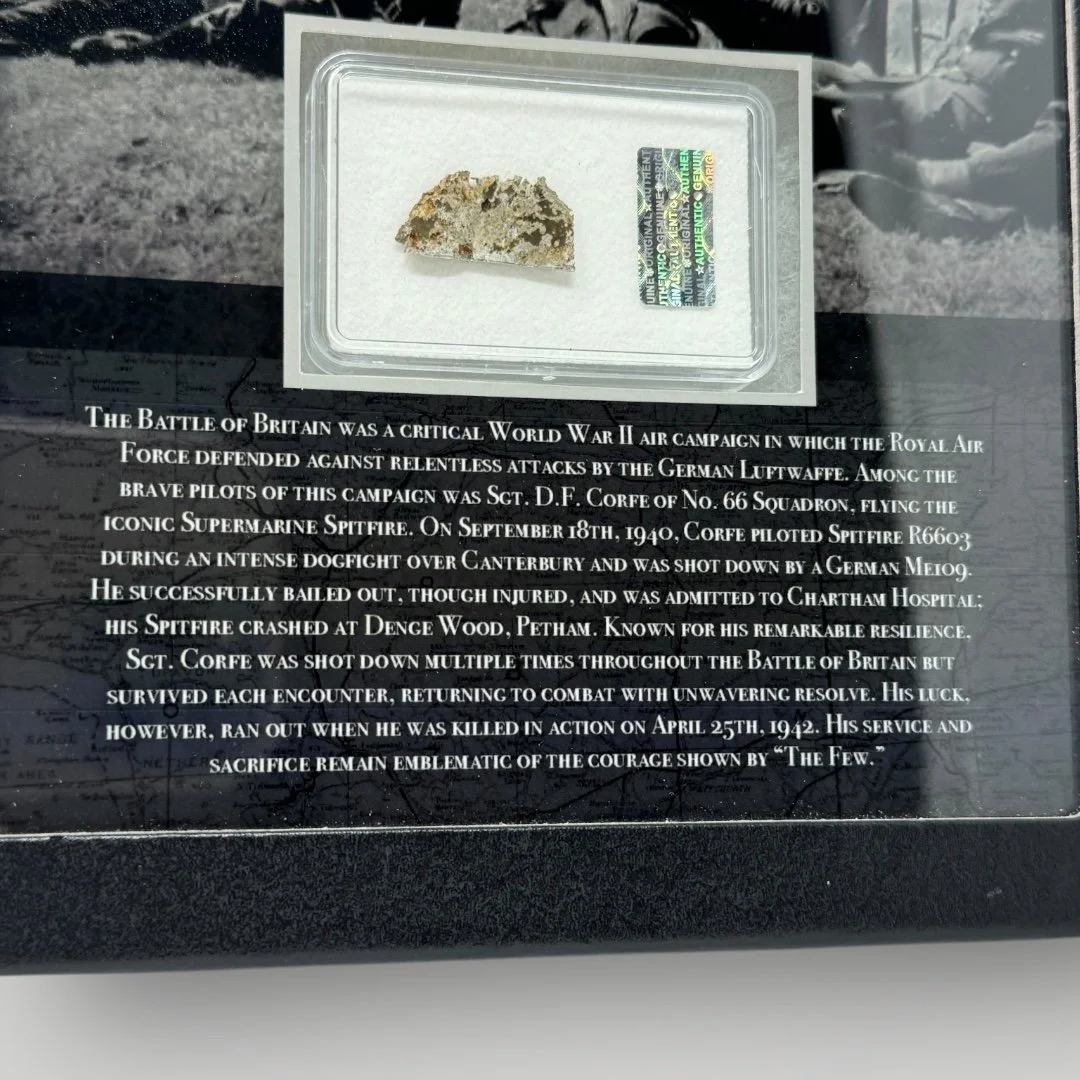 AUTHENTIC GENUINE ORIGINAL
The Battle of Britain was a critical World War II air campaign in which the Royal Air
Force defended against relentless attacks by the German Luftwaffe. Among the
brave pilots of this campaign was Sgt. D.F. Corfe of No. 66 Squadron, flying the
iconic Supermarine Spitfire. On September 18th, 1940, Corfe piloted Spitfire R6603
during an intense dogfight over Canterbury and was shot down by a German Me109.
He successfully bailed out, though injured, and was admitted to Chartham Hospital;
his Spitfire crashed at Denge Wood, Petham. Known for his remarkable resilience,
Sgt. Corfe was shot down multiple times throughout the Battle of Britain but
survived each encounter, returning to combat with unwavering resolve. His luck,
however, ran out when he was killed in action on April 25th, 1942. His service and
sacrifice remain emblematic of the courage shown by “The Few.”